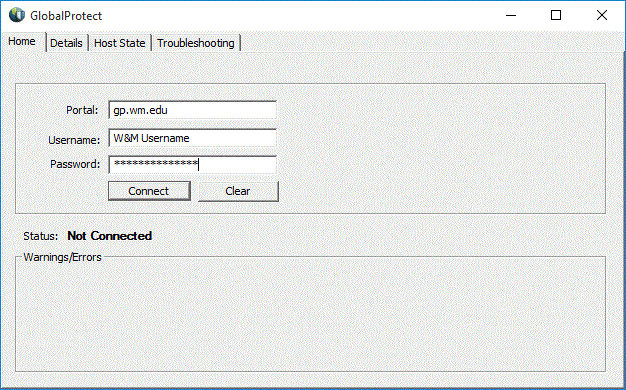 GlobalProtect
Home Details Host State Troubleshooting
Portal: gp.wm.edu
Username: W&M Username
Password: **************
Connect Clear
Status: Not Connected
Warnings/Errors